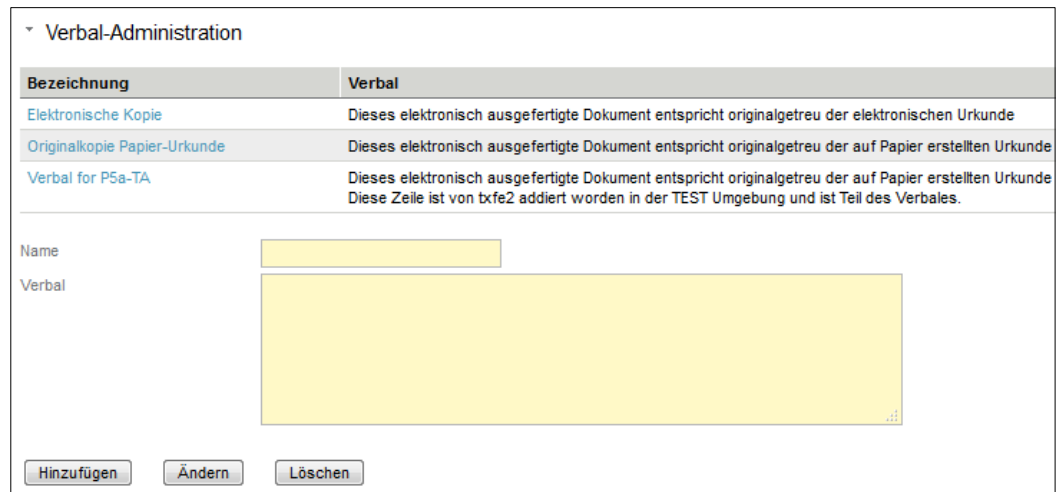 Verbal-Administration
Bezeichnung Verbal
Elektronische Kopie Dieses elektronisch ausgefertigte Dokument entspricht originalgetreu der elektronischen Urkunde
Originalkopie Papier-Urkunde Dieses elektronisch ausgefertigte Dokument entspricht originalgetreu der auf Papier erstellten Urkunde
Verbal for P5a-TA Dieses elektronisch ausgefertigte Dokument entspricht originalgetreu der auf Papier erstellten Urkunde
Diese Zeile ist von txfe2 addiert worden in der TEST Umgebung und ist Teil des Verbales.
Name
Verbal
Hinzufügen Ändern Löschen